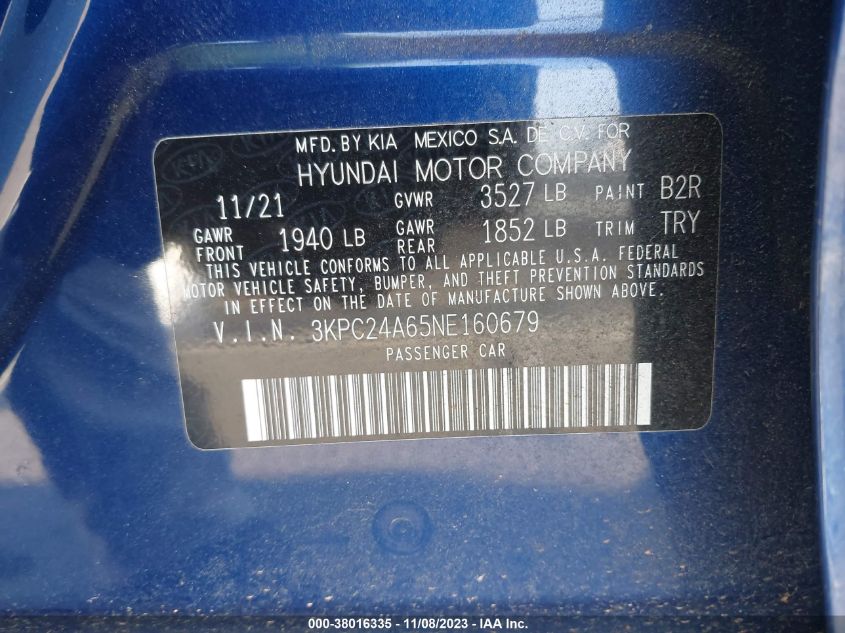 MFD. BY KIA MEXICO S.A. DE C.V. FOR
HYUNDAI MOTOR COMPANY
11/21 GVWR 3527 LB PAINT B2R
GAWR FRONT 1940 LB GAWR REAR 1852 LB TRIM TRY
THIS VEHICLE CONFORMS TO ALL APPLICABLE U.S.A. FEDERAL
MOTOR VEHICLE SAFETY, BUMPER, AND THEFT PREVENTION STANDARDS
IN EFFECT ON THE DATE OF MANUFACTURE SHOWN ABOVE.
V.I.N. 3KPC24A65NE160679
PASSENGER CAR
000-38016335 - 11/08/2023 - IAA Inc.